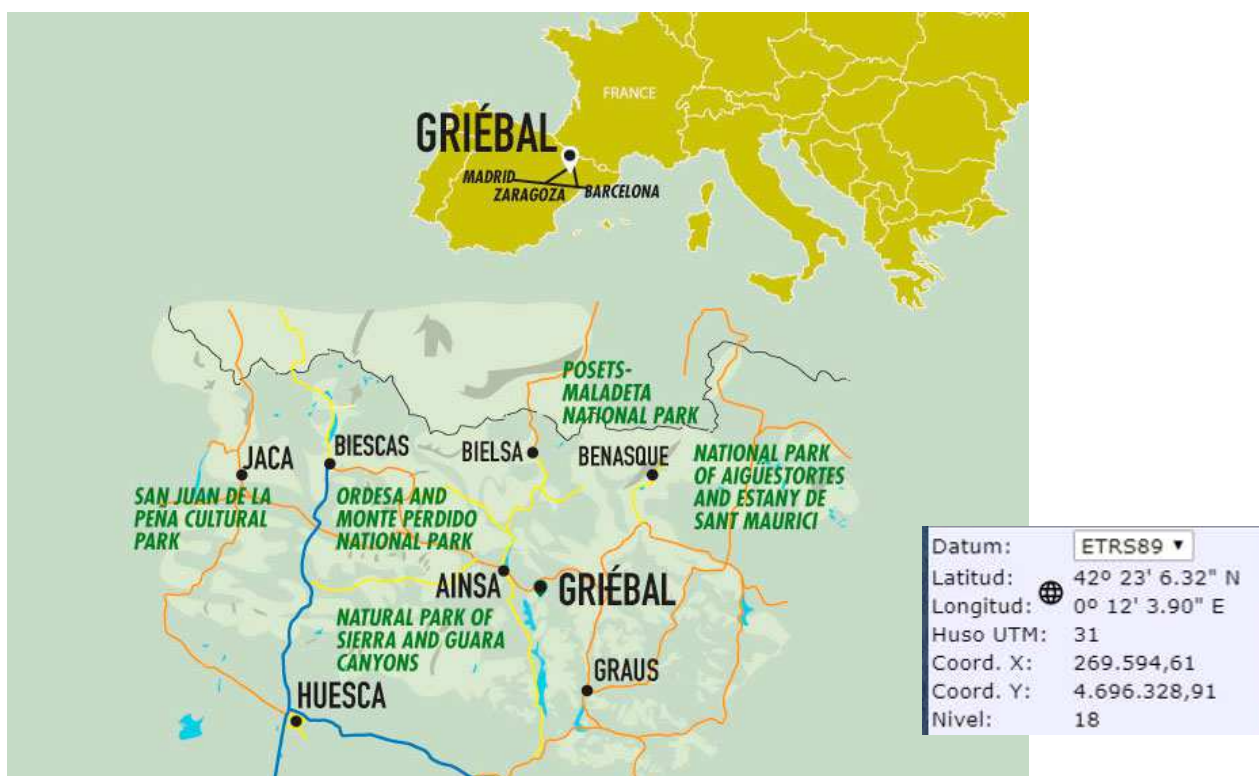 FRANCE
GRIÉBAL
MADRID
ZARAGOZA
BARCELONA
POSETS-
MALADETA
NATIONAL PARK
JACA
BIESCAS
BIELSA
BENASQUE
NATIONAL PARK
OF AIGUESTORTES
AND ESTANY DE
SANT MAURICI
SAN JUAN DE LA
PEÑA CULTURAL
PARK
ORDESA AND
MONTE PERDIDO
NATIONAL PARK
AINSA
GRIÉBAL
NATURAL PARK OF
SIERRA AND GUARA
CANYONS
GRAUS
HUESCA
Datum: ETRS89 ▼
Latitud: 42º 23' 6.32" N
Longitud: 0º 12' 3.90" E
Huso UTM: 31
Coord. X: 269.594,61
Coord. Y: 4.696.328,91
Nivel: 18